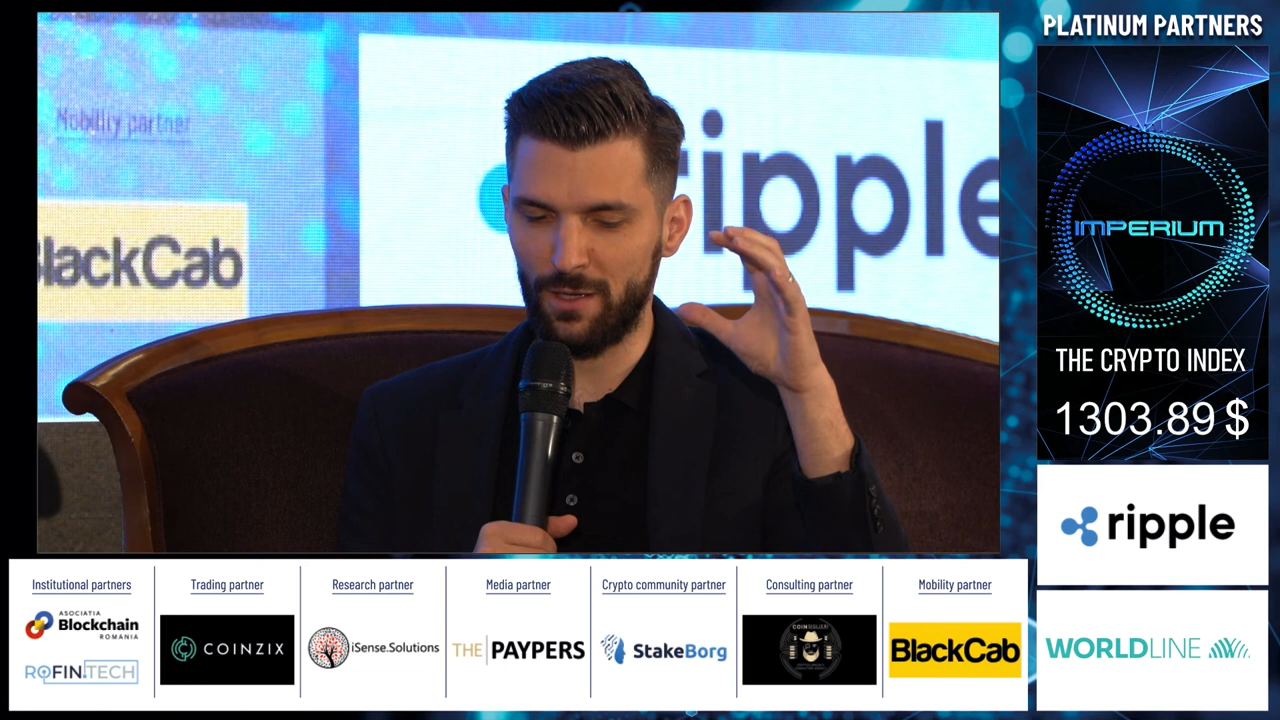 PLATINUM PARTNERS
Mobility partner
lackCab
ripple
IMPERIUM
THE CRYPTO INDEX
1303.89 $
ripple
WORLDLINE
Institutional partners
ASOCIATIA
Blockchain
ROMANIA
ROFIN.TECH
Trading partner
COINZIX
Research partner
iSense.Solutions
Media partner
THE PAYPERS
Crypto community partner
StakeBorg
Consulting partner
Mobility partner
BlackCab